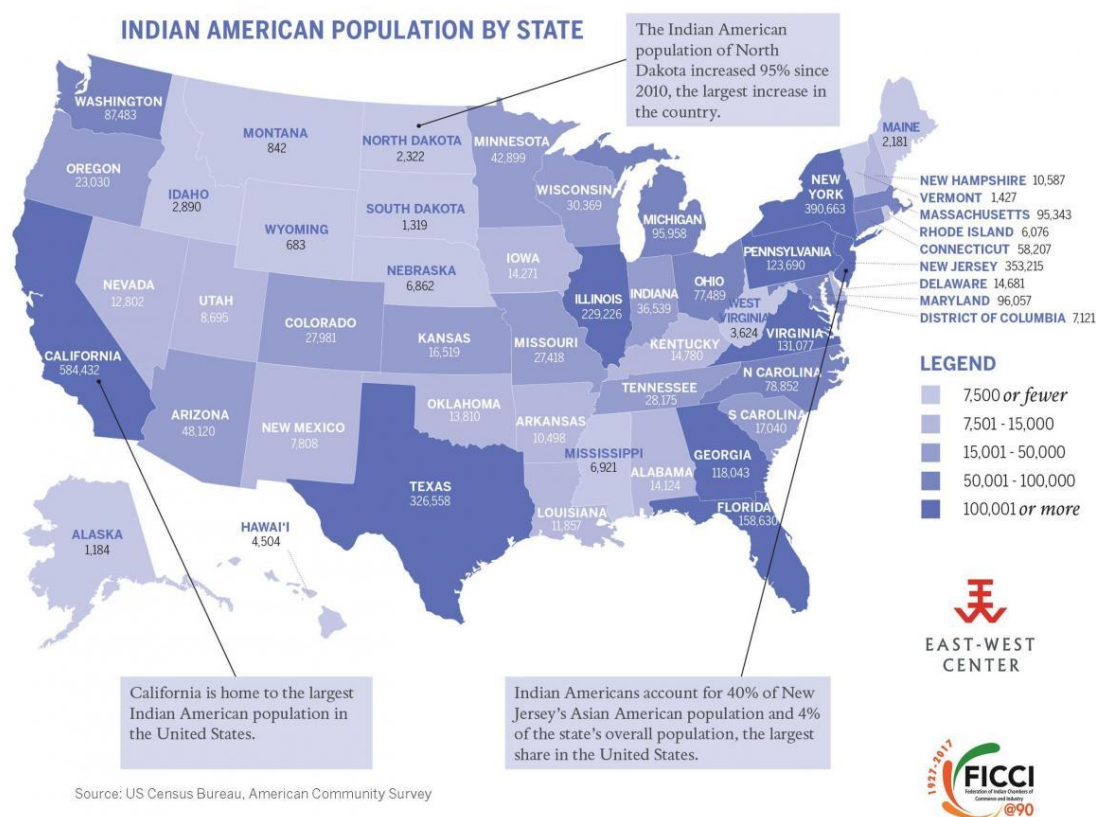 INDIAN AMERICAN POPULATION BY STATE
The Indian American
population of North
Dakota increased 95% since
2010, the largest increase in
the country.
WASHINGTON
87,483
MONTANA
842
NORTH DAKOTA
2,322
MINNESOTA
42,899
MAINE
2,181
OREGON
23,030
IDAHO
2,890
WYOMING
683
SOUTH DAKOTA
1,319
WISCONSIN
30,369
MICHIGAN
95,958
NEW
YORK
390,663
NEW HAMPSHIRE 10,587
VERMONT 1,427
MASSACHUSETTS 95,343
RHODE ISLAND 6,076
CONNECTICUT 58,207
NEW JERSEY 353,215
DELAWARE 14,681
MARYLAND 96,057
DISTRICT OF COLUMBIA 7,121
NEVADA
12,802
UTAH
8,695
COLORADO
27,981
NEBRASKA
6,862
IOWA
14,271
ILLINOIS
229,226
INDIANA
36,539
OHIO
77,489
PENNSYLVANIA
123,690
WEST
VIRGINIA
3,624
VIRGINIA
131,077
CALIFORNIA
584,432
KANSAS
16,519
MISSOURI
27,418
KENTUCKY
14,780
N CAROLINA
78,852
TENNESSEE
28,175
S CAROLINA
17,040
ARIZONA
48,120
NEW MEXICO
7,808
OKLAHOMA
13,810
ARKANSAS
10,498
MISSISSIPPI
6,921
ALABAMA
14,124
GEORGIA
118,043
TEXAS
326,558
LOUISIANA
11,857
FLORIDA
158,630
ALASKA
1,184
HAWAI‘I
4,504
LEGEND
7,500 or fewer
7,501 - 15,000
15,001 - 50,000
50,001 - 100,000
100,001 or more
EAST-WEST
CENTER
California is home to the largest
Indian American population in
the United States.
Indian Americans account for 40% of New
Jersey’s Asian American population and 4%
of the state’s overall population, the largest
share in the United States.
Source: US Census Bureau, American Community Survey
1927-2017
FICCI
Federation of Indian Chambers of
Commerce and Industry
@90